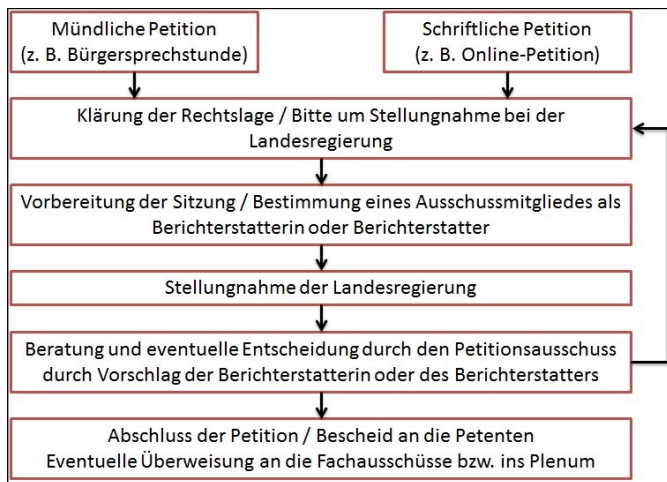 Mündliche Petition
(z. B. Bürgersprechstunde)
Schriftliche Petition
(z. B. Online-Petition)
Klärung der Rechtslage / Bitte um Stellungnahme bei der
Landesregierung
Vorbereitung der Sitzung / Bestimmung eines Ausschussmitgliedes als
Berichterstatterin oder Berichterstatter
Stellungnahme der Landesregierung
Beratung und eventuelle Entscheidung durch den Petitionsausschuss
durch Vorschlag der Berichterstatterin oder des Berichterstatters
Abschluss der Petition / Bescheid an die Petenten
Eventuelle Überweisung an die Fachausschüsse bzw. ins Plenum